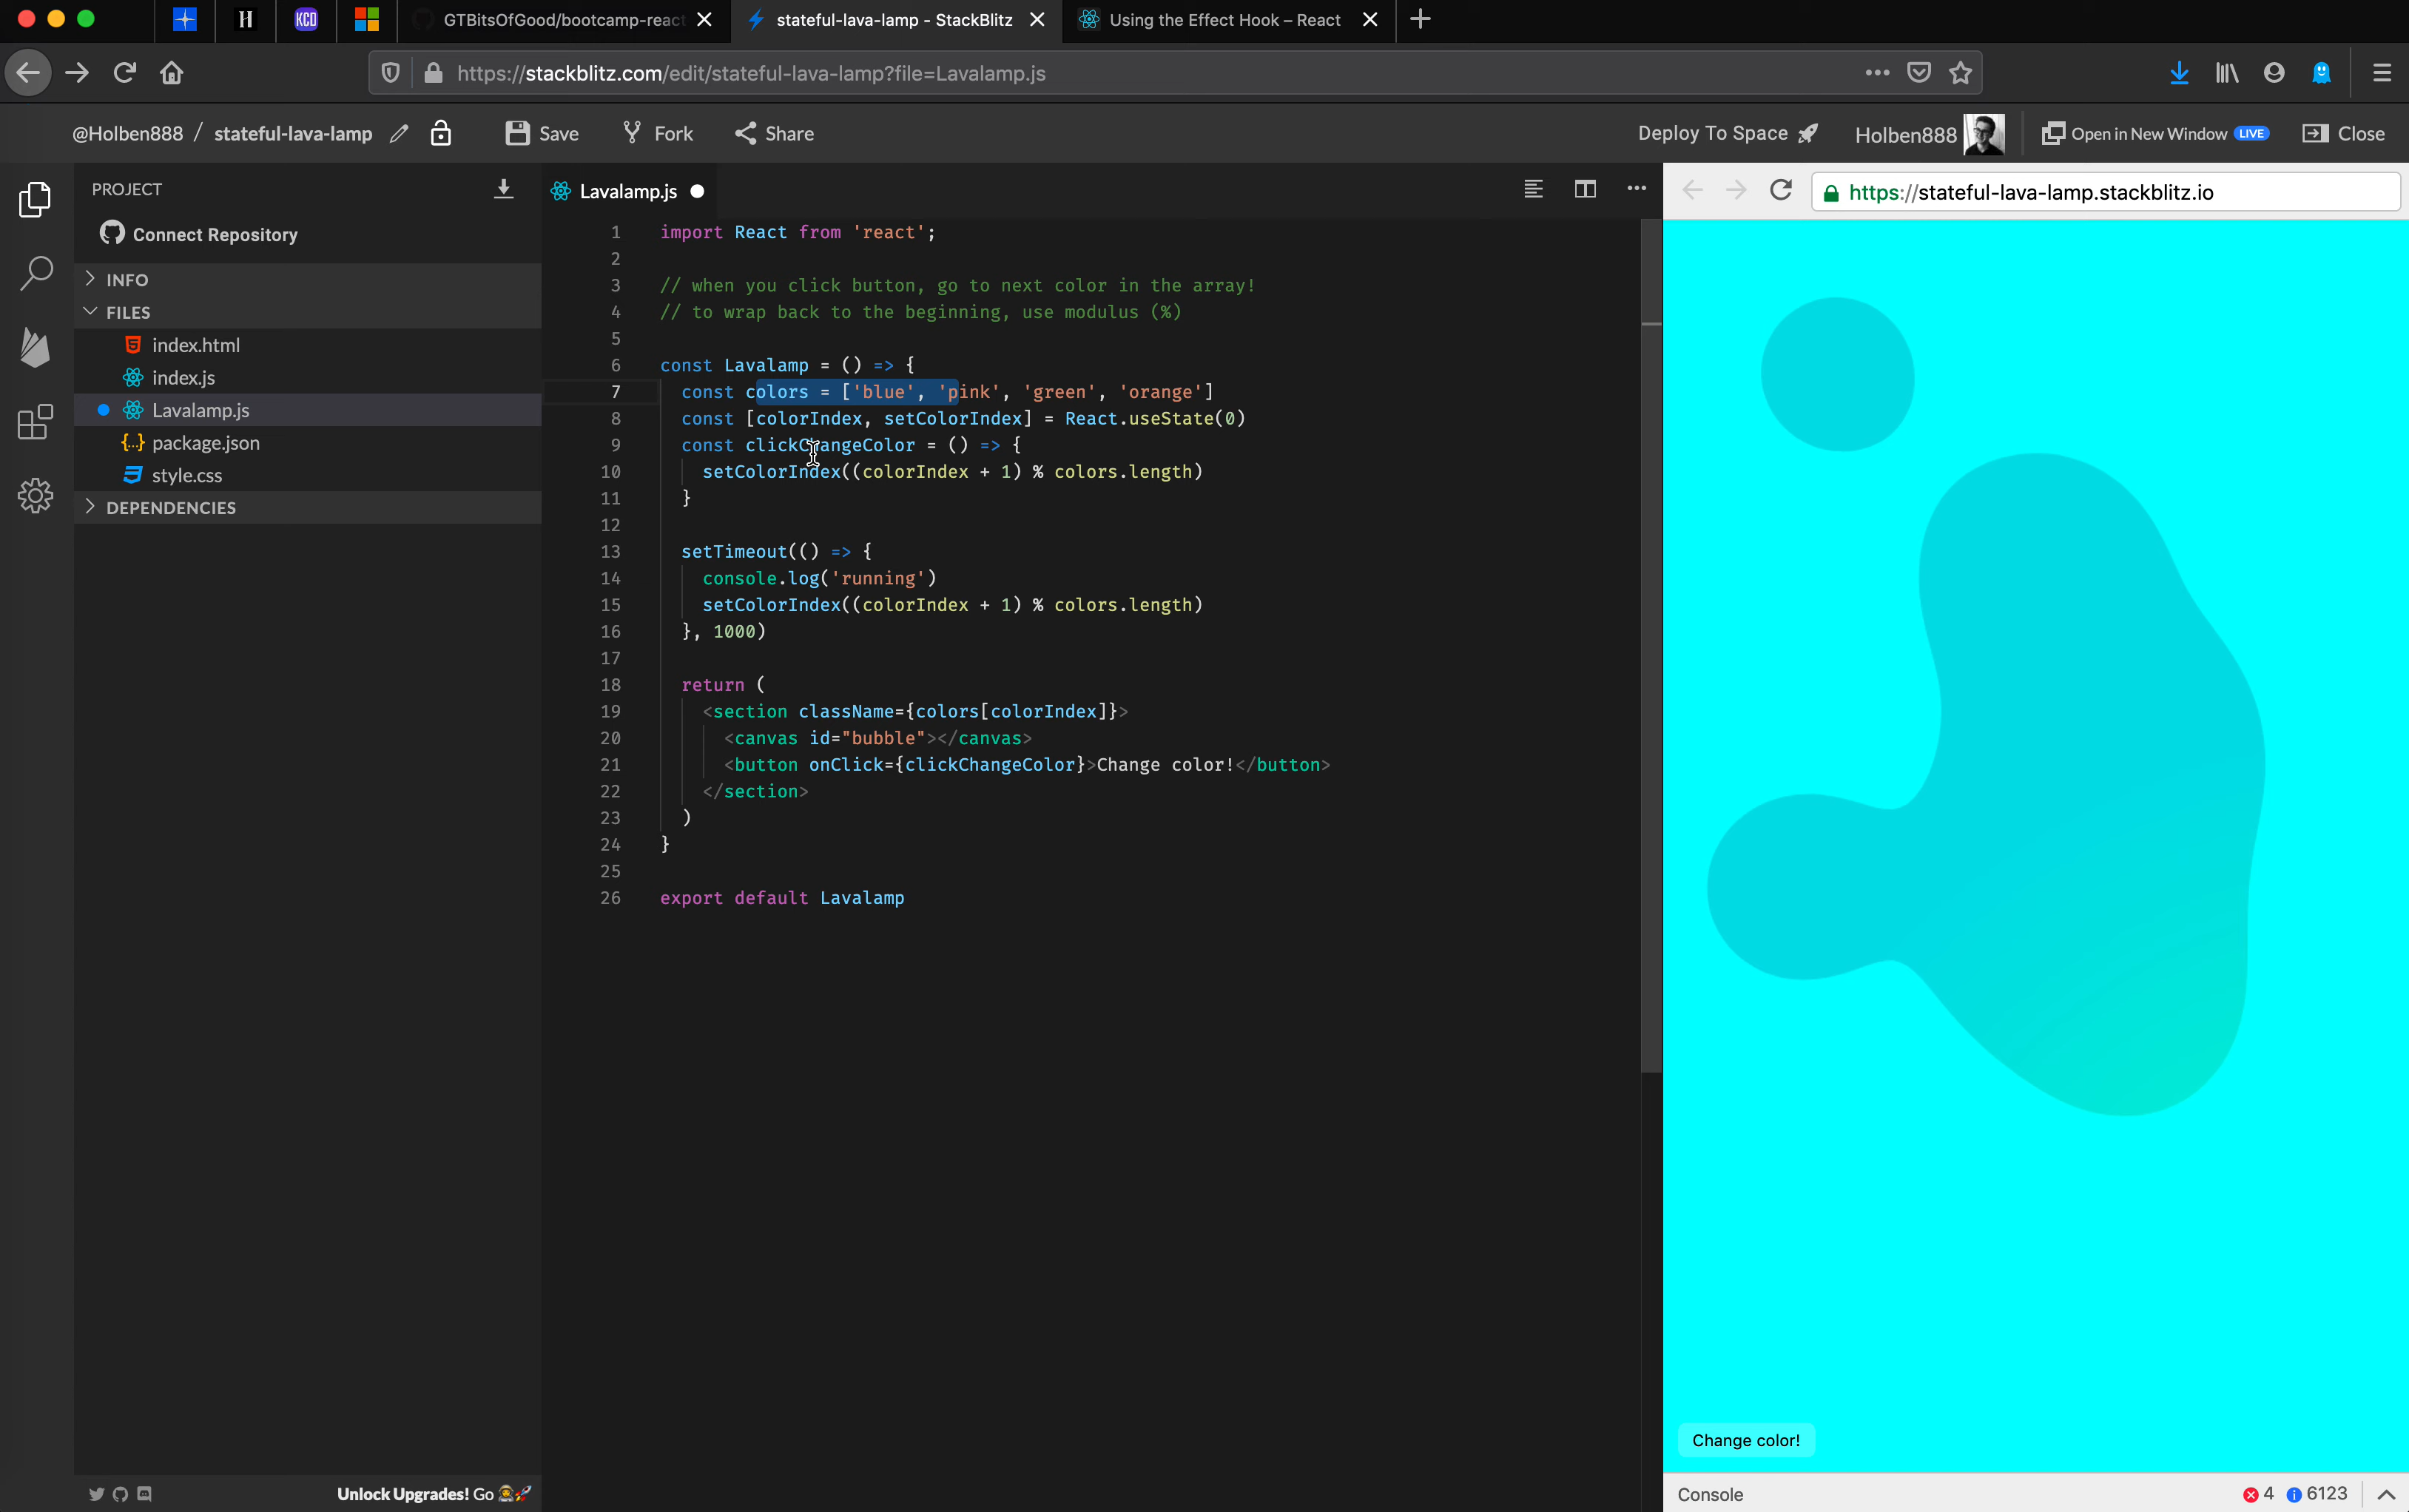 GTBitsOfGood/bootcamp-react
stateful-lava-lamp - StackBlitz
Using the Effect Hook – React
H
KCD
https://stackblitz.com/edit/stateful-lava-lamp?file=Lavalamp.js
@Holben888 / stateful-lava-lamp
Save
Fork
Share
Deploy To Space
Holben888
Open in New Window LIVE
Close
PROJECT
Connect Repository
INFO
FILES
index.html
index.js
Lavalamp.js
package.json
style.css
DEPENDENCIES
Unlock Upgrades! Go
Lavalamp.js
1 import React from 'react';
2
3 // when you click button, go to next color in the array!
4 // to wrap back to the beginning, use modulus (%)
5
6 const Lavalamp = () => {
7 const colors = ['blue', 'pink', 'green', 'orange']
8 const [colorIndex, setColorIndex] = React.useState(0)
9 const clickChangeColor = () => {
10 setColorIndex((colorIndex + 1) % colors.length)
11 }
12
13 setTimeout(() => {
14 console.log('running')
15 setColorIndex((colorIndex + 1) % colors.length)
16 }, 1000)
17
18 return (
19 <section className={colors[colorIndex]}>
20 <canvas id="bubble"></canvas>
21 <button onClick={clickChangeColor}>Change color!</button>
22 </section>
23 )
24 }
25
26 export default Lavalamp
https://stateful-lava-lamp.stackblitz.io
Change color!
Console
4
6123